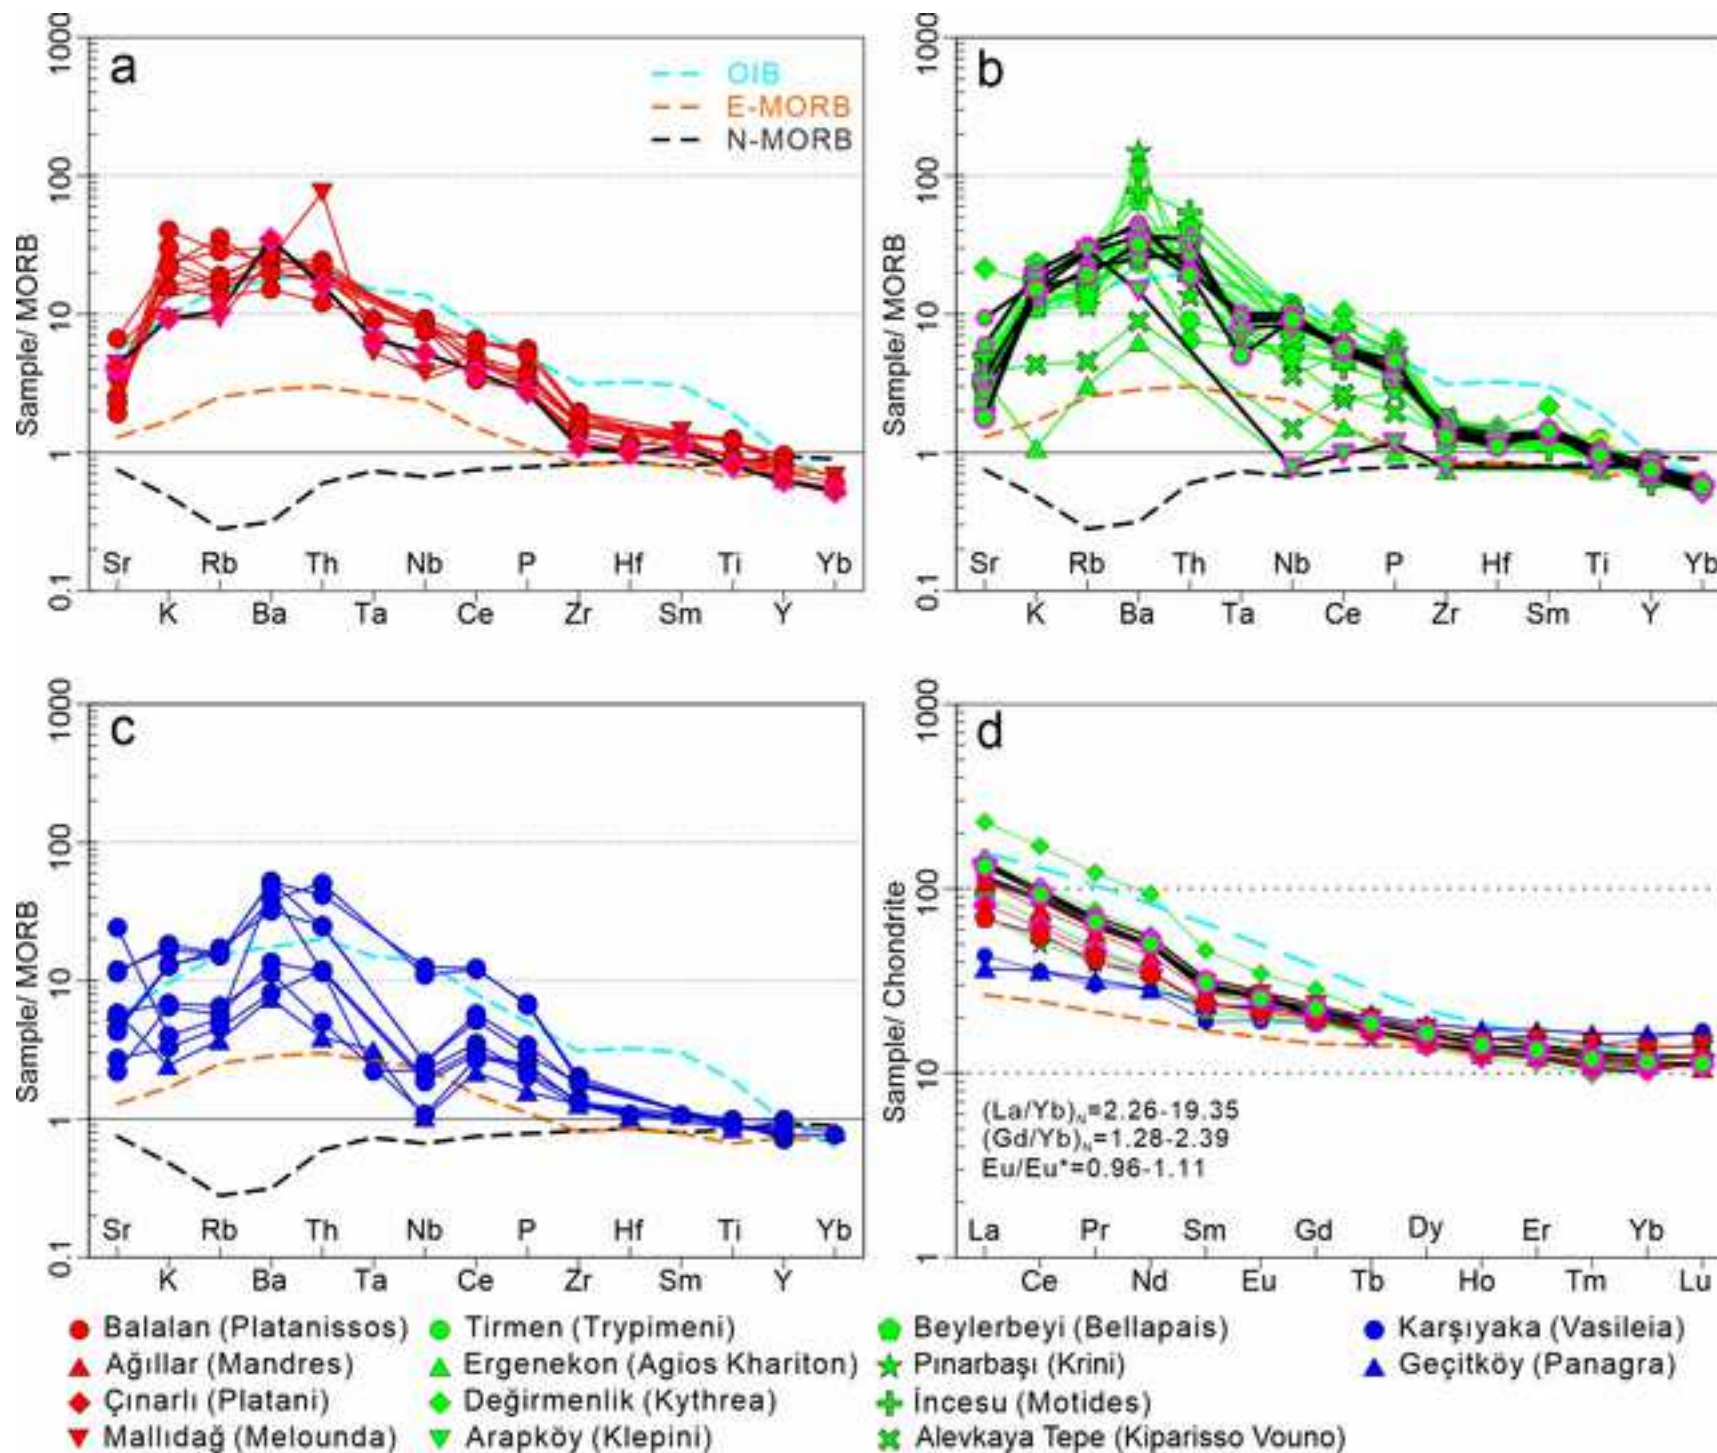 a
OIB
E-MORB
N-MORB
1000
100
10
1
0.1
Sample/ MORB
Sr Rb Th Nb P Hf Ti Yb
K Ba Ta Ce Zr Sm Y
b
1000
100
10
1
0.1
Sample/ MORB
Sr Rb Th Nb P Hf Ti Yb
K Ba Ta Ce Zr Sm Y
c
1000
100
10
1
0.1
Sample/ MORB
Sr Rb Th Nb P Hf Ti Yb
K Ba Ta Ce Zr Sm Y
d
1000
100
10
1
Sample/ Chondrite
(La/Yb)N=2.26-19.35
(Gd/Yb)N=1.28-2.39
Eu/Eu*=0.96-1.11
La Pr Sm Gd Dy Er Yb
Ce Nd Eu Tb Ho Tm Lu
Balalan (Platanissos)
Ağıllar (Mandres)
Çınarlı (Platani)
Mallıdağ (Melounda)
Tirmen (Trypimeni)
Ergenekon (Agios Khariton)
Değirmenlik (Kythrea)
Arapköy (Klepini)
Beylerbeyi (Bellapais)
Pınarbaşı (Krini)
İncesu (Motides)
Alevkaya Tepe (Kiparisso Vouno)
Karşıyaka (Vasileia)
Geçitköy (Panagra)